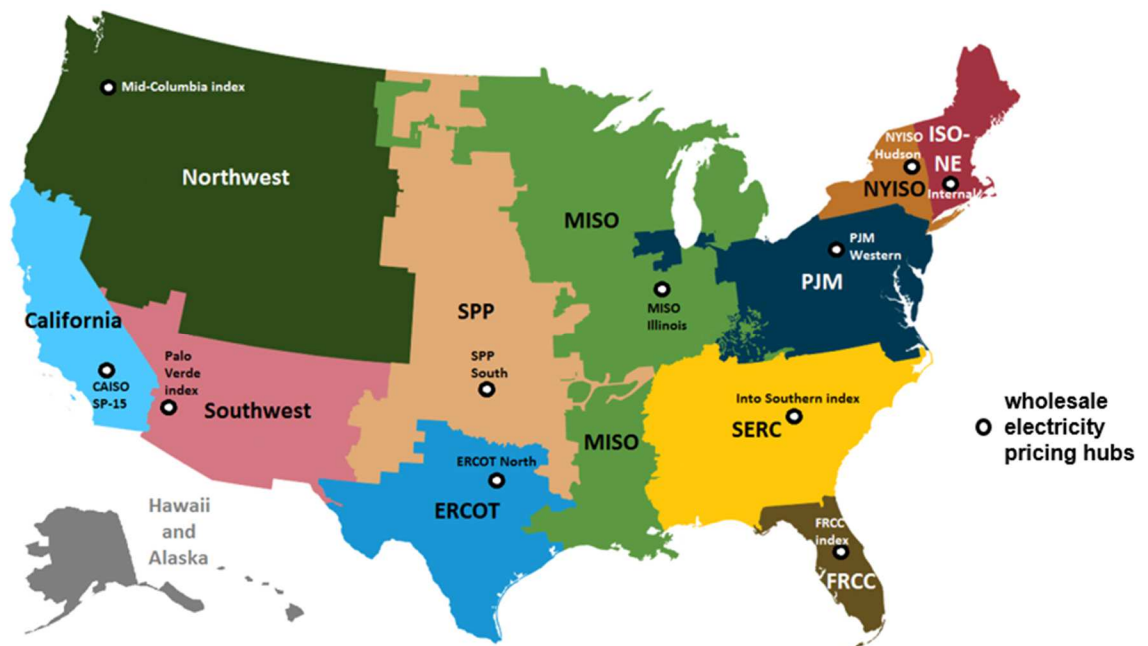 Mid-Columbia index
Northwest
California
CAISO
SP-15
Palo
Verde
index
Southwest
SPP
SPP
South
MISO
MISO
Illinois
MISO
ERCOT North
ERCOT
NYISO
Hudson
NYISO
ISO-
NE
Internal
PJM
Western
PJM
Into Southern index
SERC
FRCC
index
FRCC
Hawaii
and
Alaska
wholesale
electricity
pricing hubs